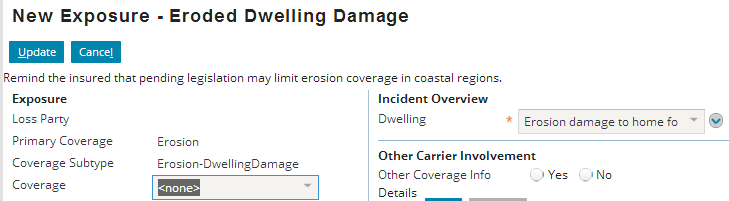 New Exposure - Eroded Dwelling Damage
Update Cancel
Remind the insured that pending legislation may limit erosion coverage in coastal regions.
Exposure
Loss Party
Primary Coverage Erosion
Coverage Subtype Erosion-DwellingDamage
Coverage <none>
Incident Overview
Dwelling * Erosion damage to home fo
Other Carrier Involvement
Other Coverage Info Yes No
Details